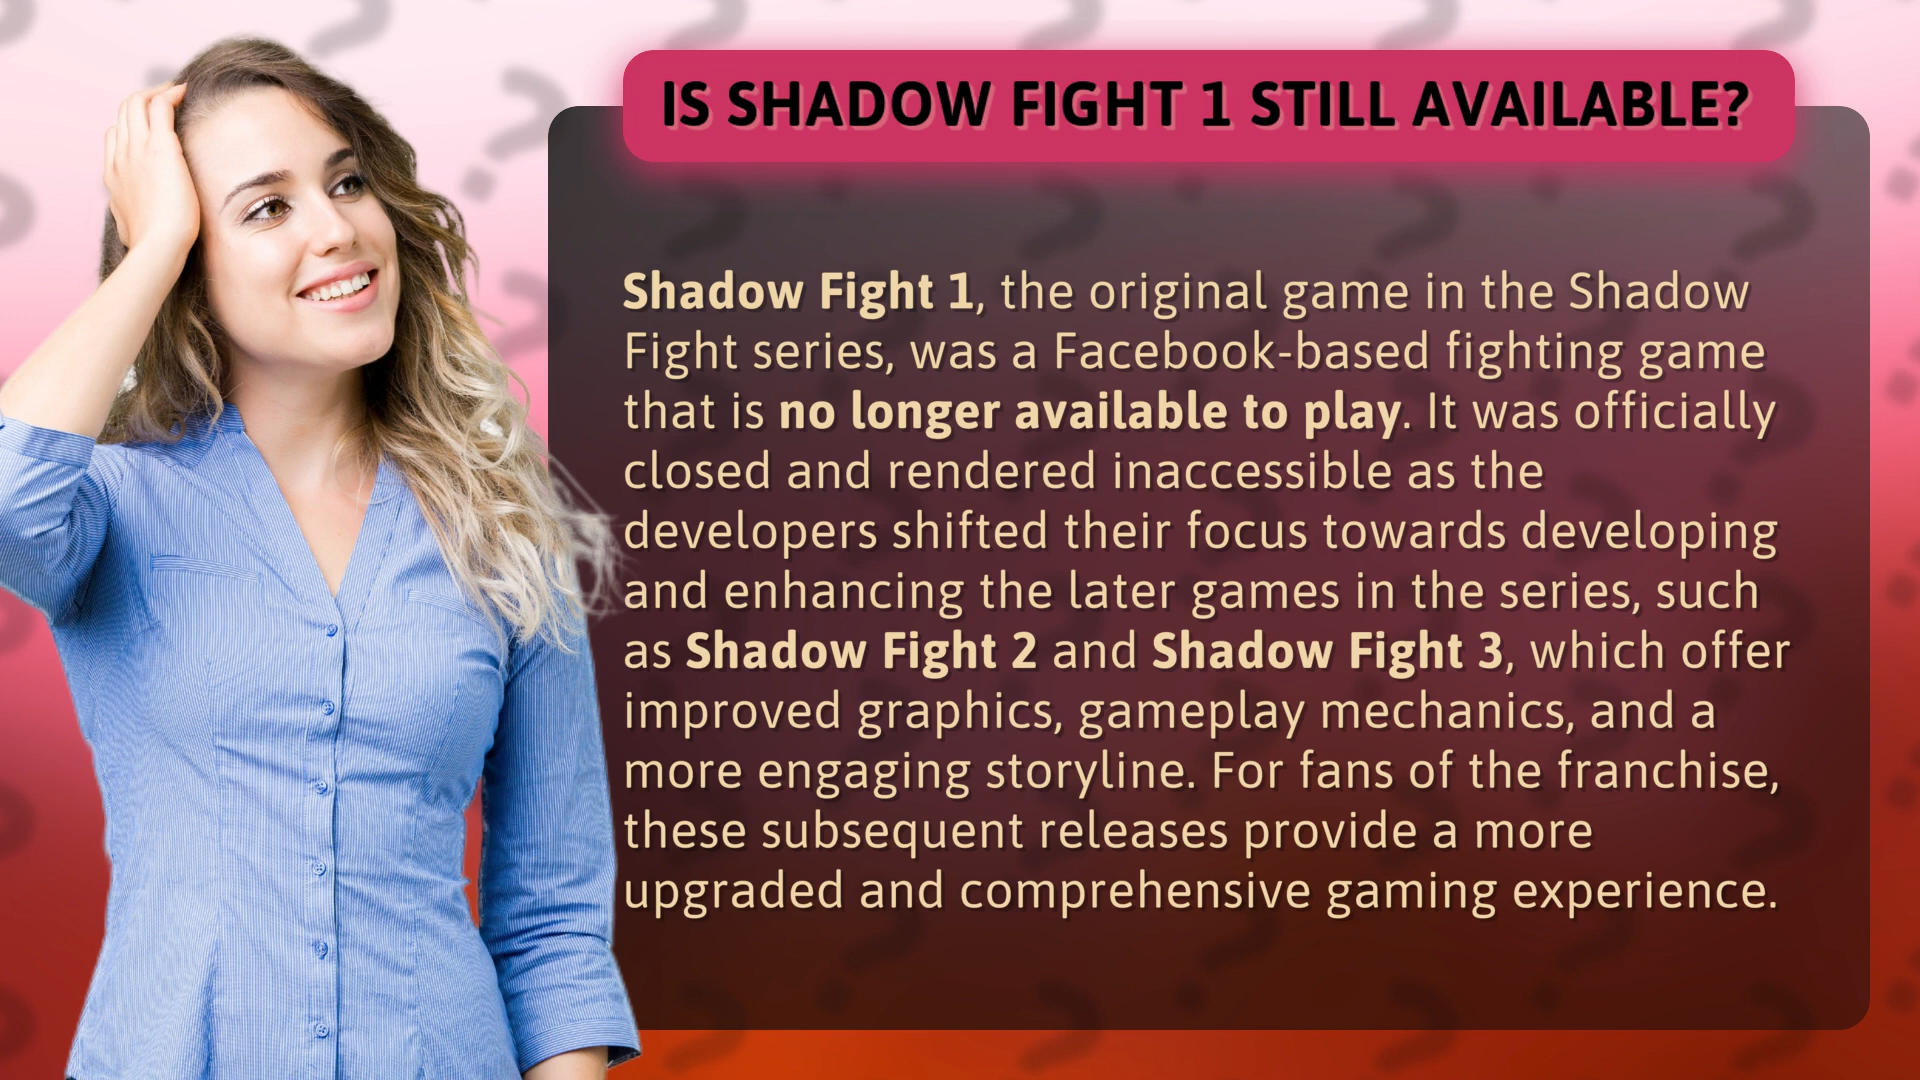 IS SHADOW FIGHT 1 STILL AVAILABLE?
Shadow Fight 1, the original game in the Shadow
Fight series, was a Facebook-based fighting game
that is no longer available to play. It was officially
closed and rendered inaccessible as the
developers shifted their focus towards developing
and enhancing the later games in the series, such
as Shadow Fight 2 and Shadow Fight 3, which offer
improved graphics, gameplay mechanics, and a
more engaging storyline. For fans of the franchise,
these subsequent releases provide a more
upgraded and comprehensive gaming experience.